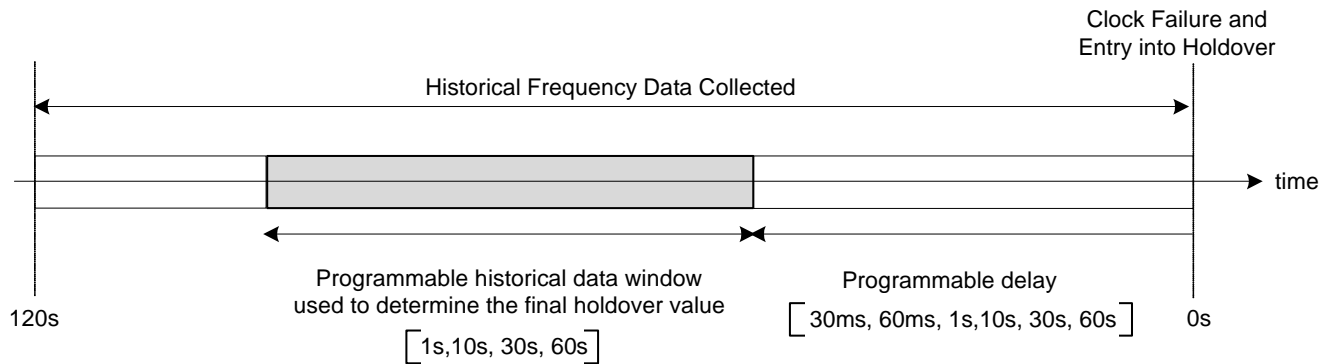 Clock Failure and
Entry into Holdover
Historical Frequency Data Collected
time
Programmable historical data window
used to determine the final holdover value
[1s,10s, 30s, 60s]
Programmable delay
[30ms, 60ms, 1s,10s, 30s, 60s]
120s
0s